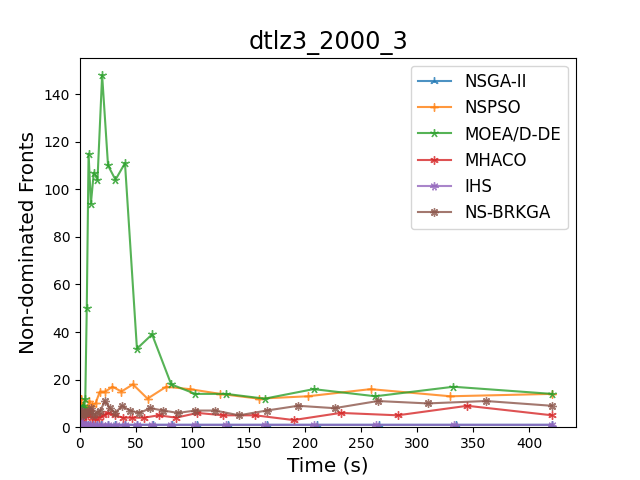 dtlz3_2000_3
Non-dominated Fronts
140
120
100
80
60
40
20
0
0 50 100 150 200 250 300 350 400
Time (s)
NSGA-II
NSPSO
MOEA/D-DE
MHACO
IHS
NS-BRKGA